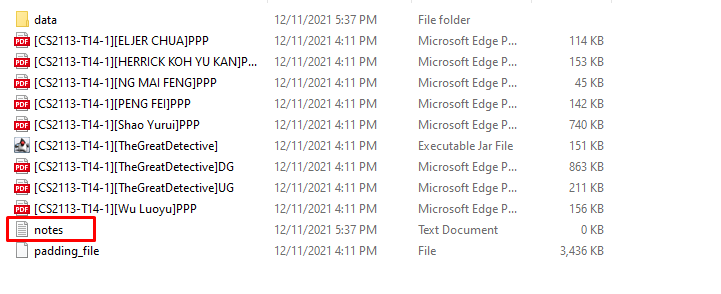 data 12/11/2021 5:37 PM File folder
[CS2113-T14-1][ELJER CHUA]PPP 12/11/2021 4:11 PM Microsoft Edge P... 114 KB
[CS2113-T14-1][HERRICK KOH YU KAN]P... 12/11/2021 4:11 PM Microsoft Edge P... 153 KB
[CS2113-T14-1][NG MAI FENG]PPP 12/11/2021 4:11 PM Microsoft Edge P... 45 KB
[CS2113-T14-1][PENG FEI]PPP 12/11/2021 4:11 PM Microsoft Edge P... 142 KB
[CS2113-T14-1][Shao Yurui]PPP 12/11/2021 4:11 PM Microsoft Edge P... 740 KB
[CS2113-T14-1][TheGreatDetective] 12/11/2021 4:11 PM Executable Jar File 151 KB
[CS2113-T14-1][TheGreatDetective]DG 12/11/2021 4:11 PM Microsoft Edge P... 863 KB
[CS2113-T14-1][TheGreatDetective]UG 12/11/2021 4:11 PM Microsoft Edge P... 211 KB
[CS2113-T14-1][Wu Luoyu]PPP 12/11/2021 4:11 PM Microsoft Edge P... 156 KB
notes 12/11/2021 5:37 PM Text Document 0 KB
padding_file 12/11/2021 4:11 PM File 3,436 KB